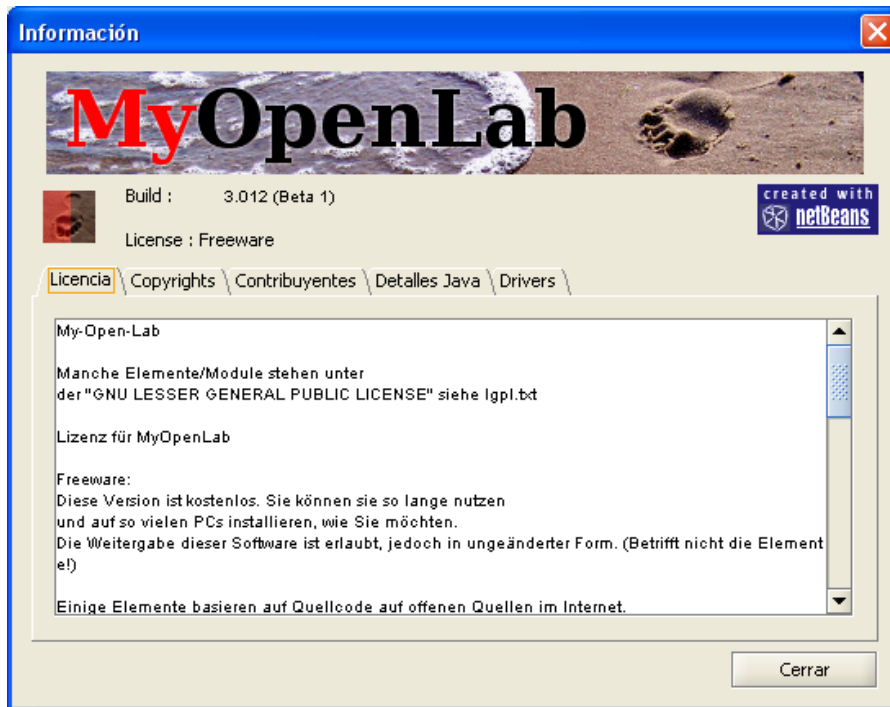 Información
MyOpenLab
Build : 3.012 (Beta 1)
created with
netBeans
License : Freeware
Licencia Copyrights Contribuyentes Detalles Java Drivers
My-Open-Lab
Manche Elemente/Module stehen unter
der "GNU LESSER GENERAL PUBLIC LICENSE" siehe lgpl.txt
Lizenz für MyOpenLab
Freeware:
Diese Version ist kostenlos. Sie können sie so lange nutzen
und auf so vielen PCs installieren, wie Sie möchten.
Die Weitergabe dieser Software ist erlaubt, jedoch in ungeänderter Form. (Betrifft nicht die Element
e!)
Einige Elemente basieren auf Quellcode auf offenen Quellen im Internet.
Cerrar